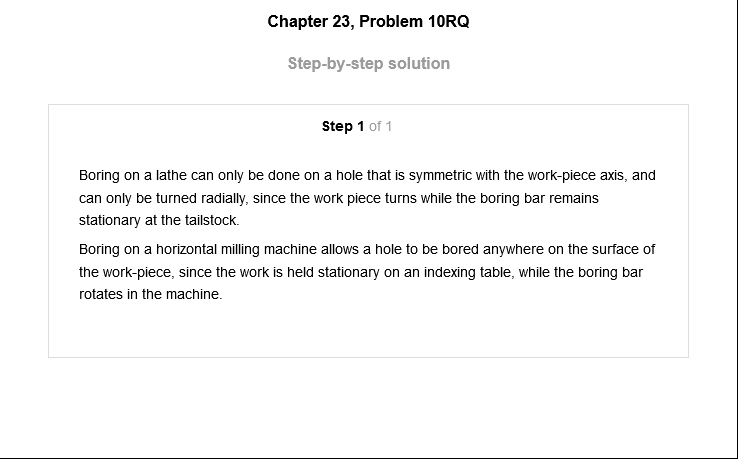 Chapter 23, Problem 10RQ
Step-by-step solution
Step 1 of 1
Boring on a lathe can only be done on a hole that is symmetric with the work-piece axis, and
can only be turned radially, since the work piece turns while the boring bar remains
stationary at the tailstock.
Boring on a horizontal milling machine allows a hole to be bored anywhere on the surface of
the work-piece, since the work is held stationary on an indexing table, while the boring bar
rotates in the machine.